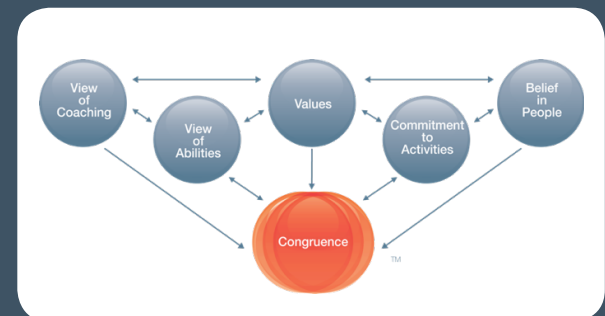 View
of
Coaching
View
of
Abilities
Values
Commitment
to
Activities
Belief
in
People
Congruence
TM